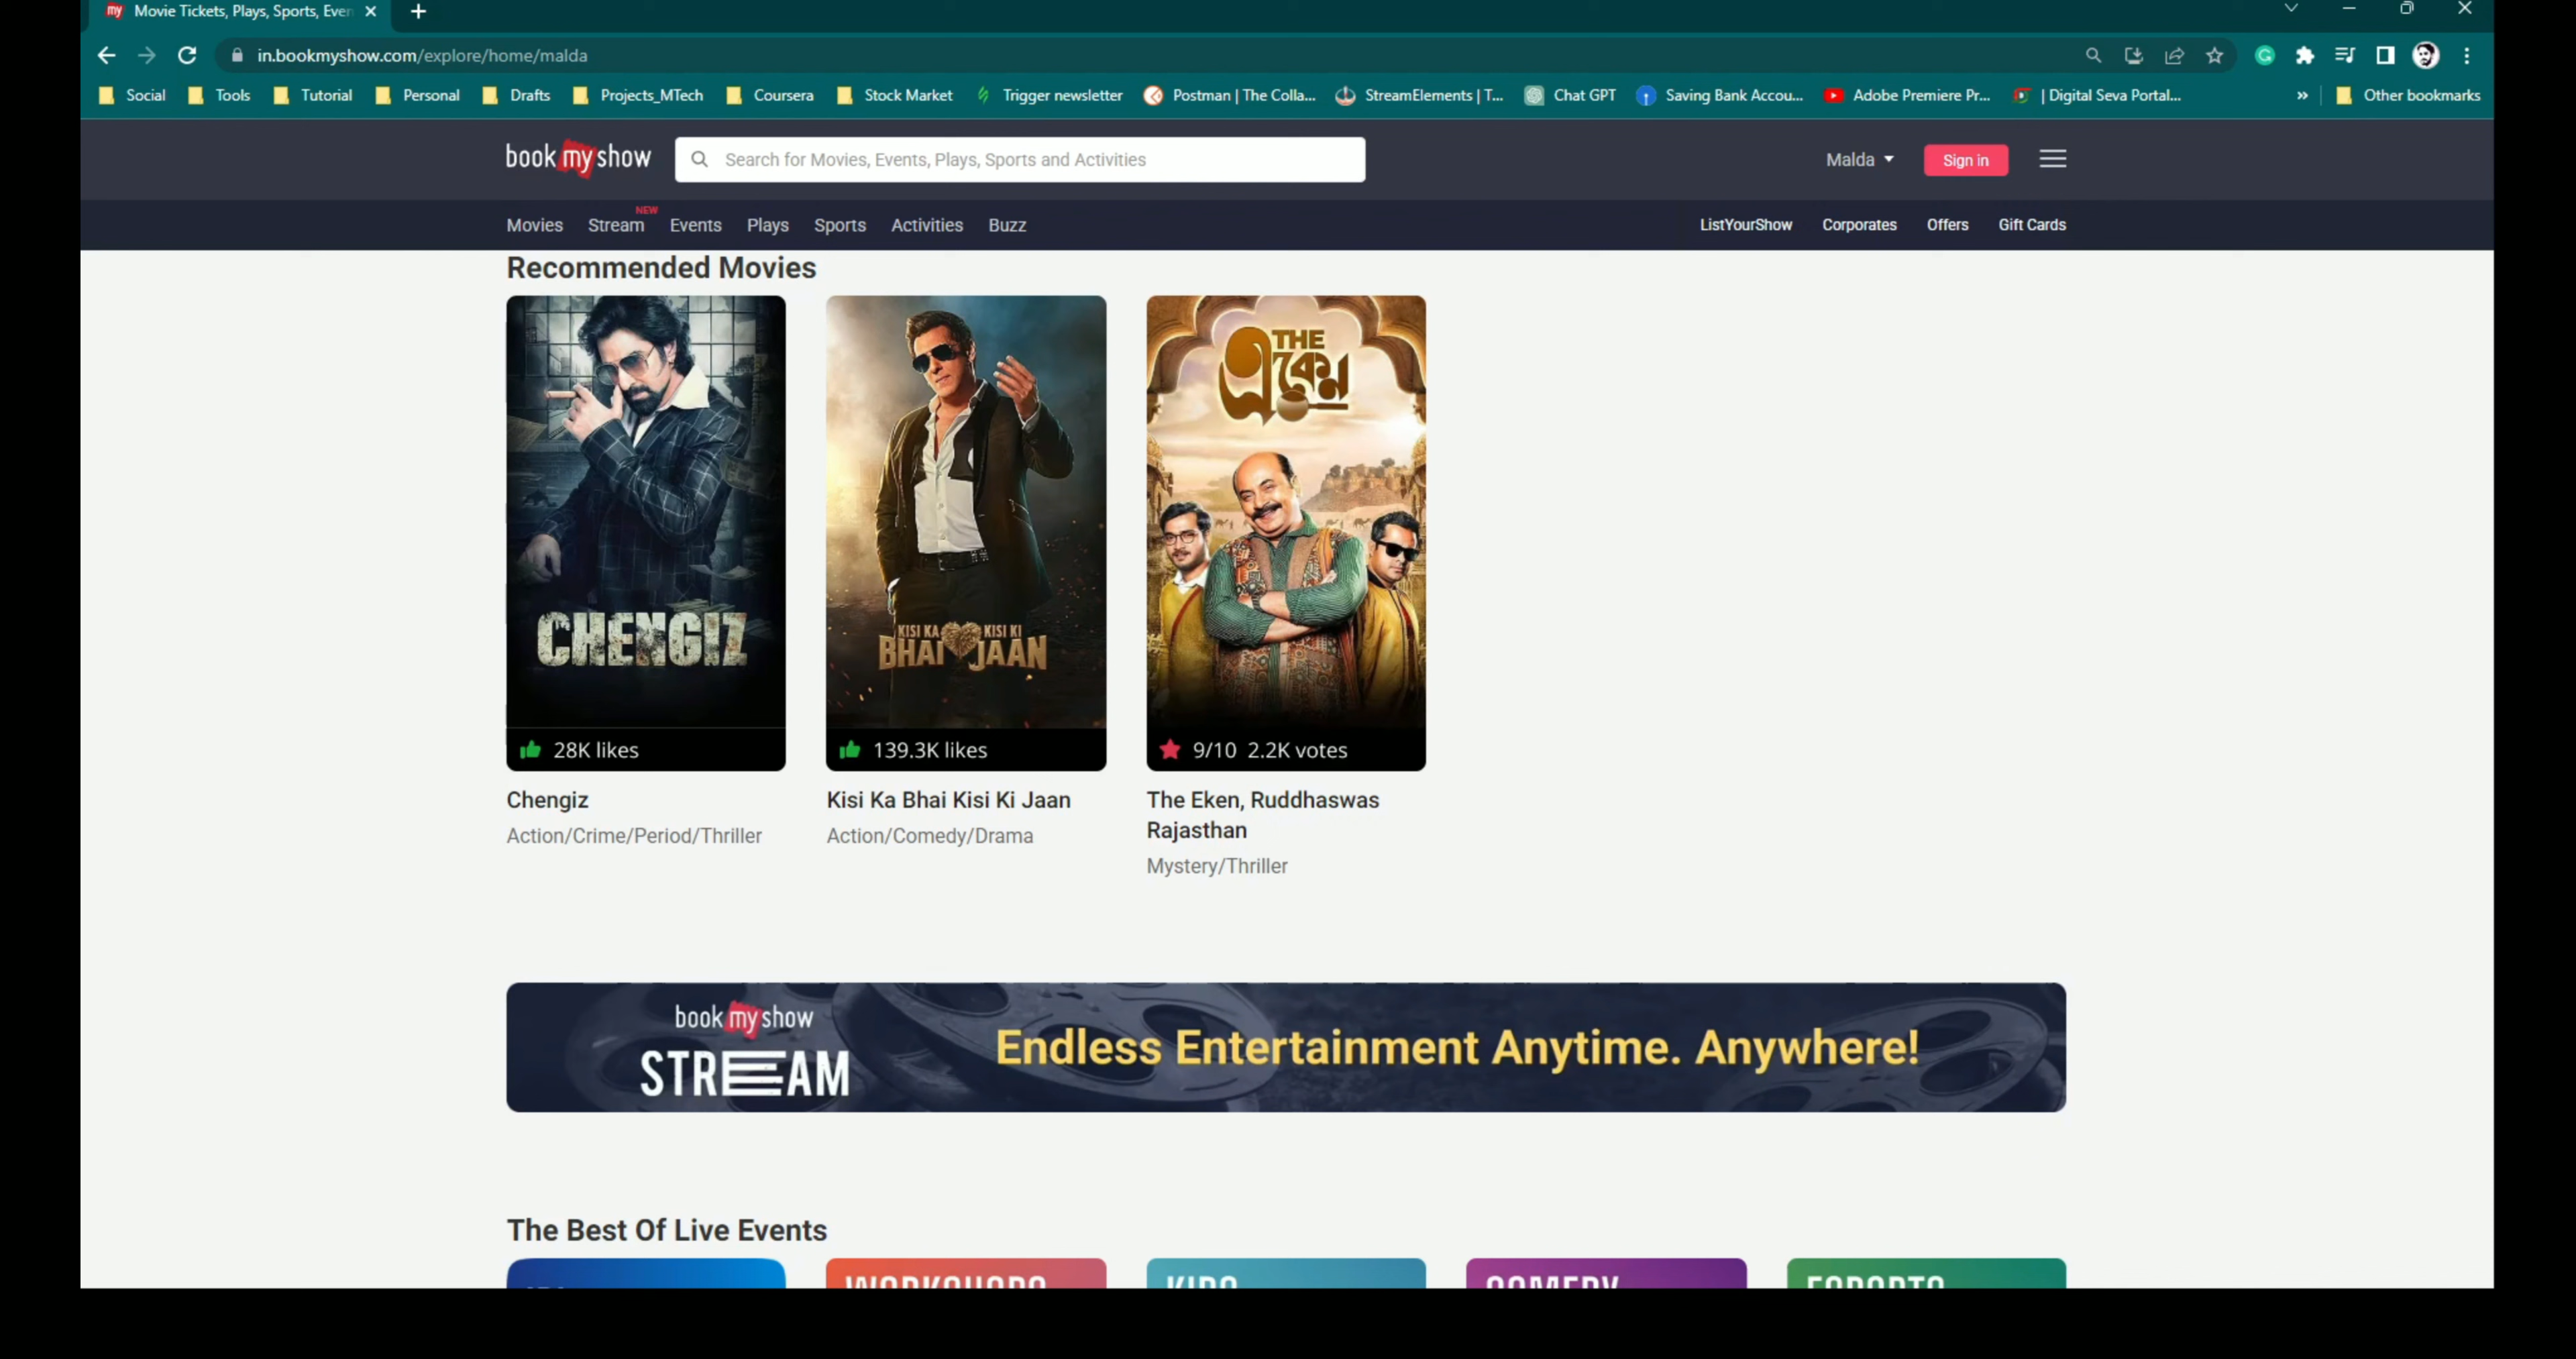 my Movie Tickets, Plays, Sports, Even
in.bookmyshow.com/explore/home/malda
Social Tools Tutorial Personal Drafts Projects_MTech Coursera Stock Market Trigger newsletter Postman | The Colla... StreamElements | T... Chat GPT Saving Bank Accou... Adobe Premiere Pr... | Digital Seva Portal... » Other bookmarks
book my show Search for Movies, Events, Plays, Sports and Activities Malda Sign in
NEW
Movies Stream Events Plays Sports Activities Buzz ListYourShow Corporates Offers Gift Cards
Recommended Movies
CHENGIZ
KISI KA KISI KI
BHAI JAAN
THE
একেন
28K likes 139.3K likes 9/10 2.2K votes
Chengiz
Action/Crime/Period/Thriller
Kisi Ka Bhai Kisi Ki Jaan
Action/Comedy/Drama
The Eken, Ruddhaswas
Rajasthan
Mystery/Thriller
book my show
STREAM
Endless Entertainment Anytime. Anywhere!
The Best Of Live Events
WORKSHOPS KIDS COMEDY ESPORTS